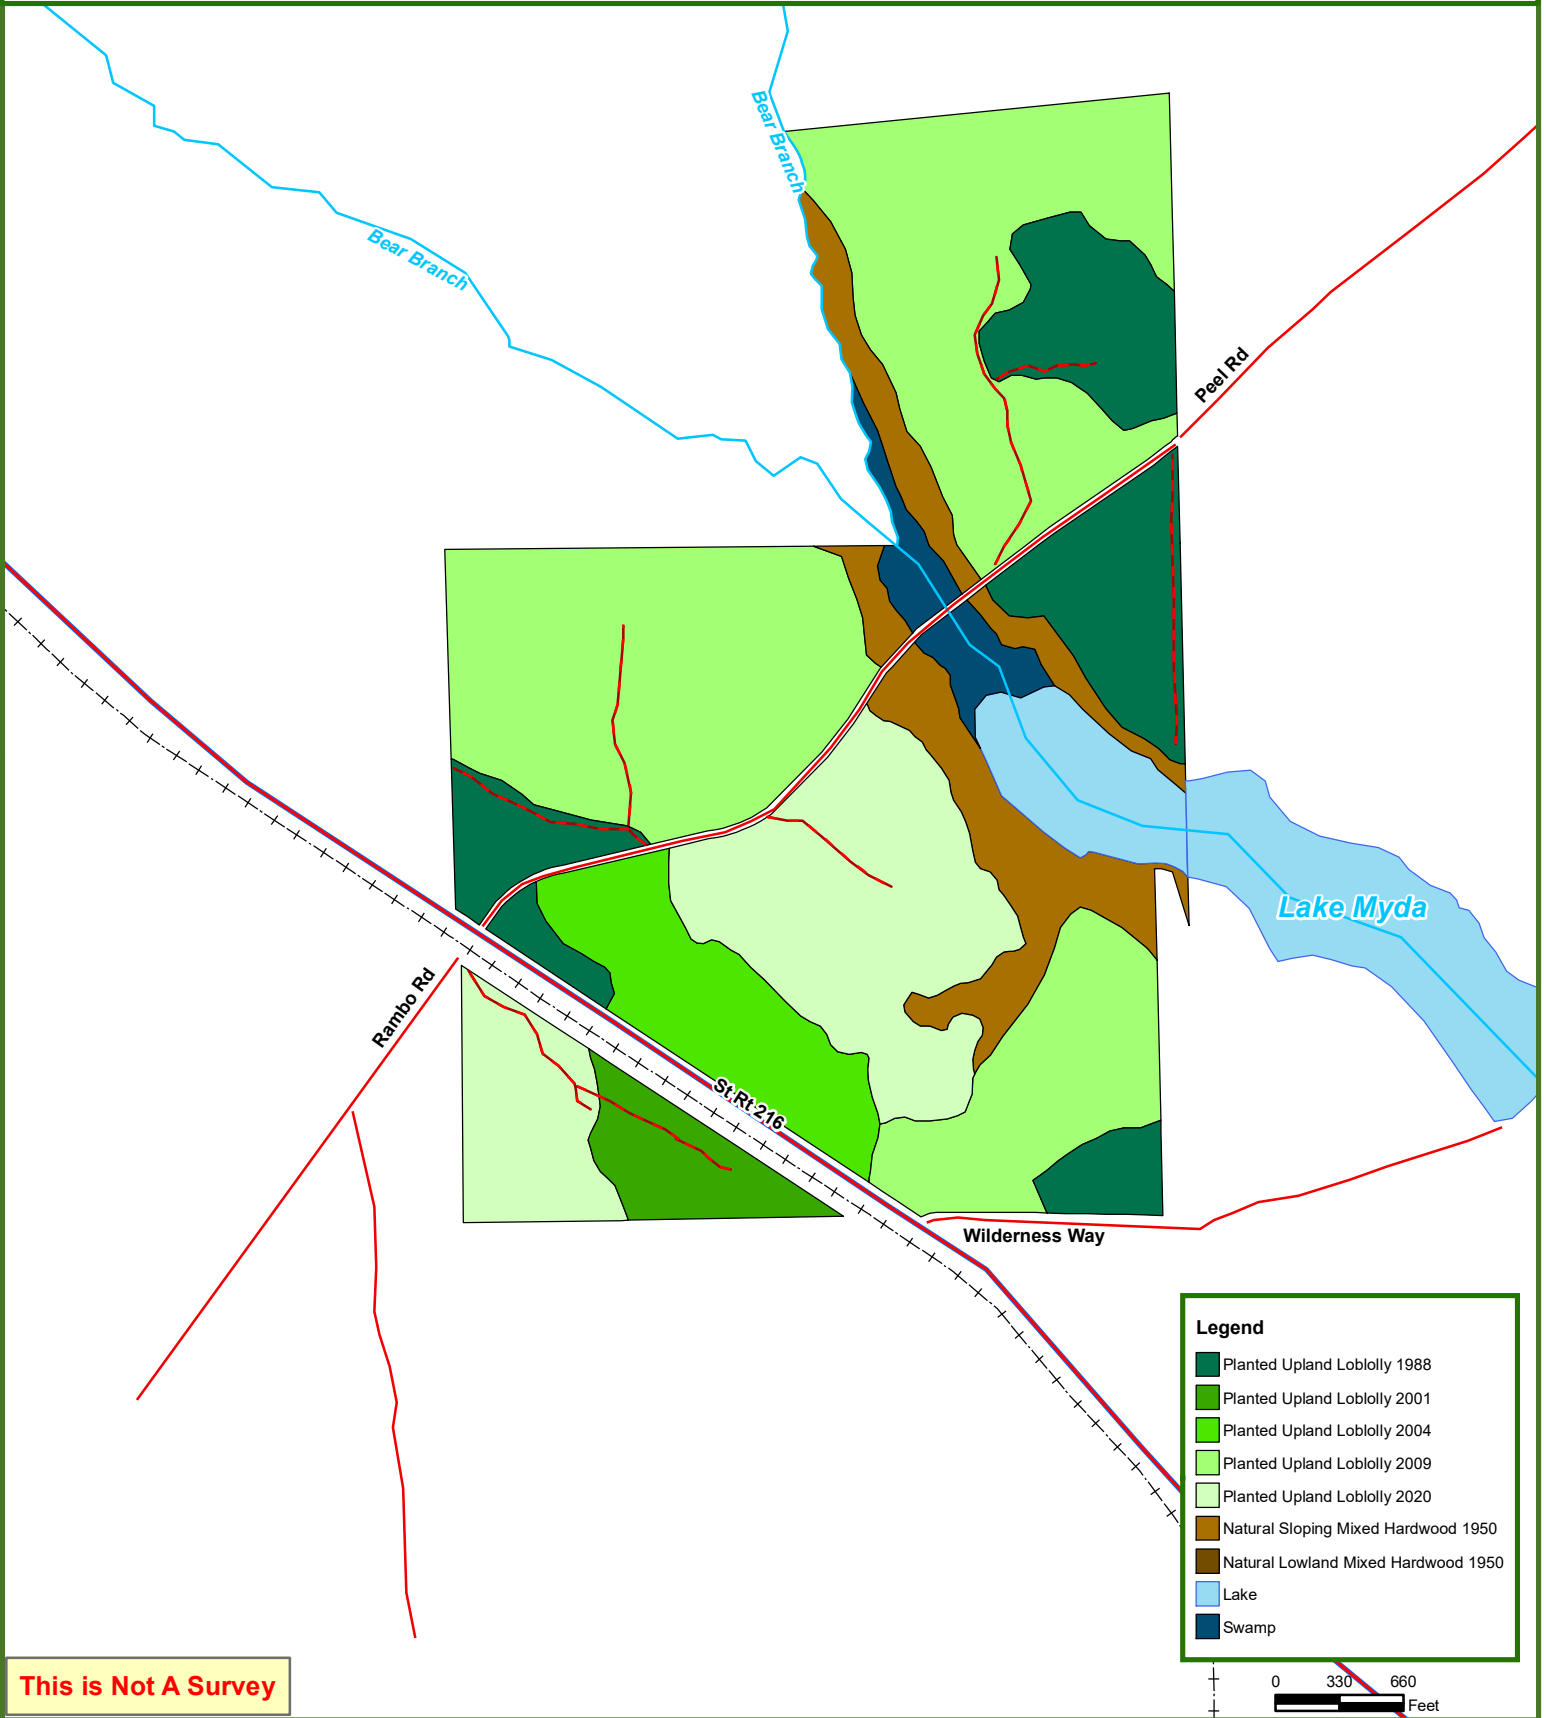 Bear Branch
Bear Branch
Peel Rd
Lake Myda
Rambo Rd
St Rt 216
Wilderness Way
Legend
Planted Upland Loblolly 1988
Planted Upland Loblolly 2001
Planted Upland Loblolly 2004
Planted Upland Loblolly 2009
Planted Upland Loblolly 2020
Natural Sloping Mixed Hardwood 1950
Natural Lowland Mixed Hardwood 1950
Lake
Swamp
This is Not A Survey
0 330 660
Feet